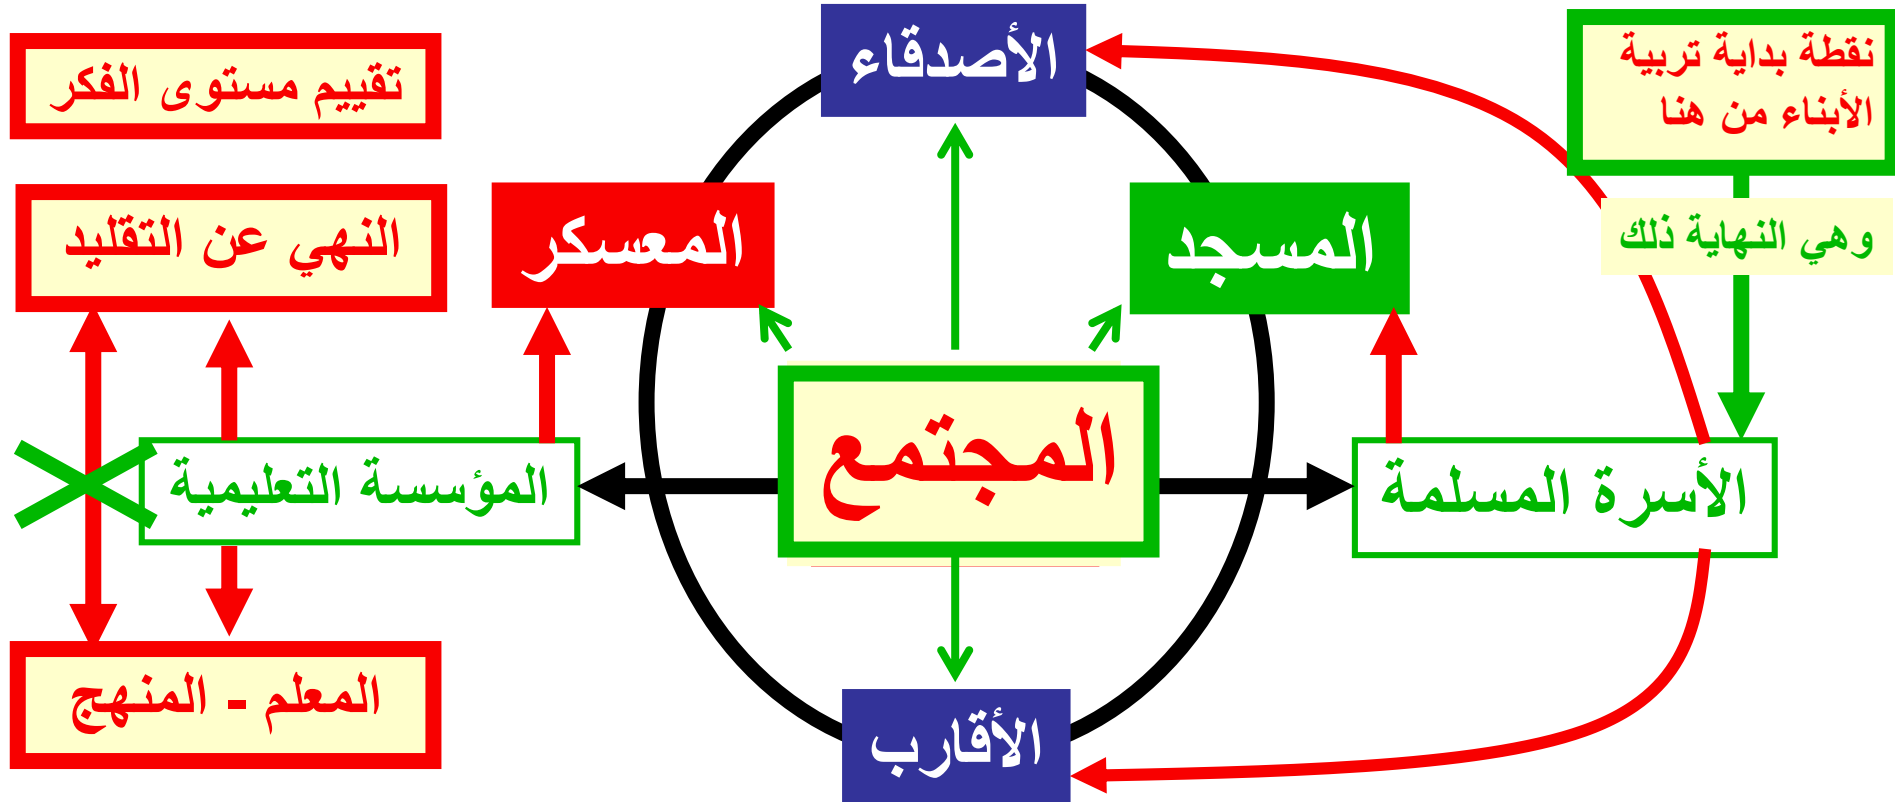 نقطة بداية تربية
الأبناء من هنا
الأصدقاء
تقييم مستوى الفكر
وهي النهاية ذلك
المسجد
المعسكر
النهي عن التقليد
الأسرة المسلمة
المجتمع
المؤسسة التعليمية
الأقارب
المعلم - المنهج